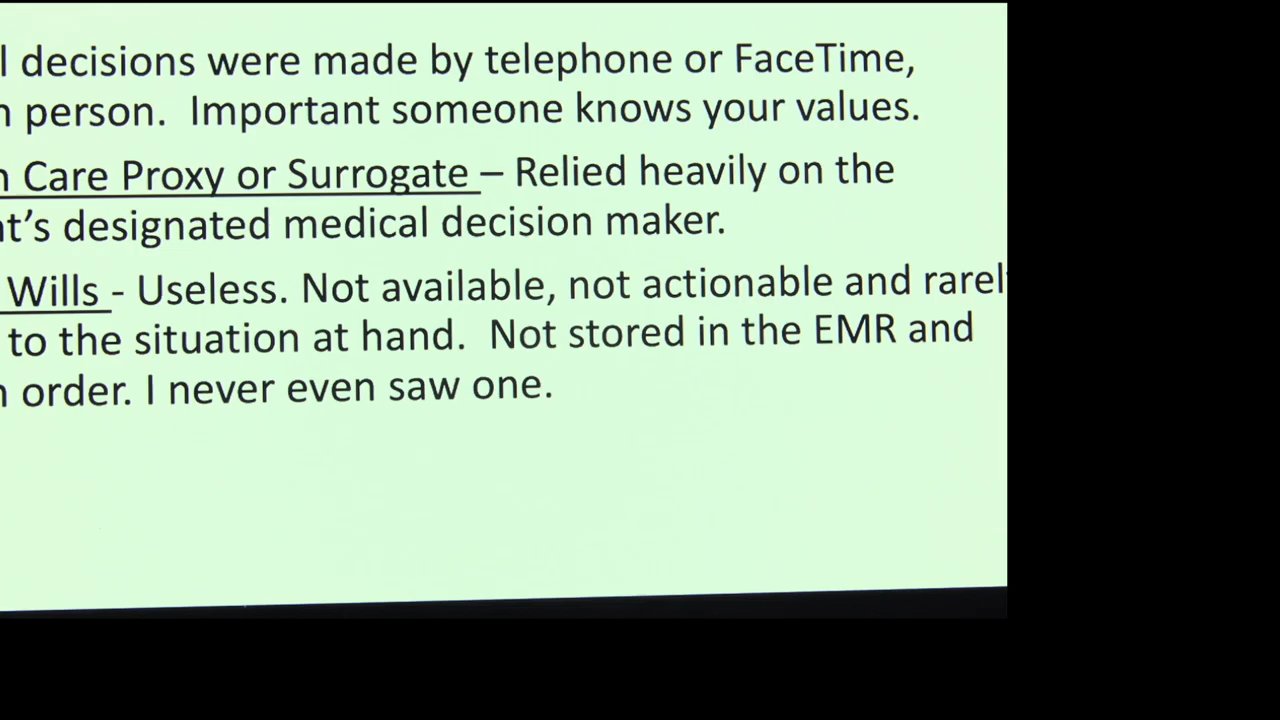 decisions were made by telephone or FaceTime,
person. Important someone knows your values.
Care Proxy or Surrogate – Relied heavily on the
designated medical decision maker.
Wills - Useless. Not available, not actionable and
to the situation at hand. Not stored in the EMR and
order. I never even saw one.